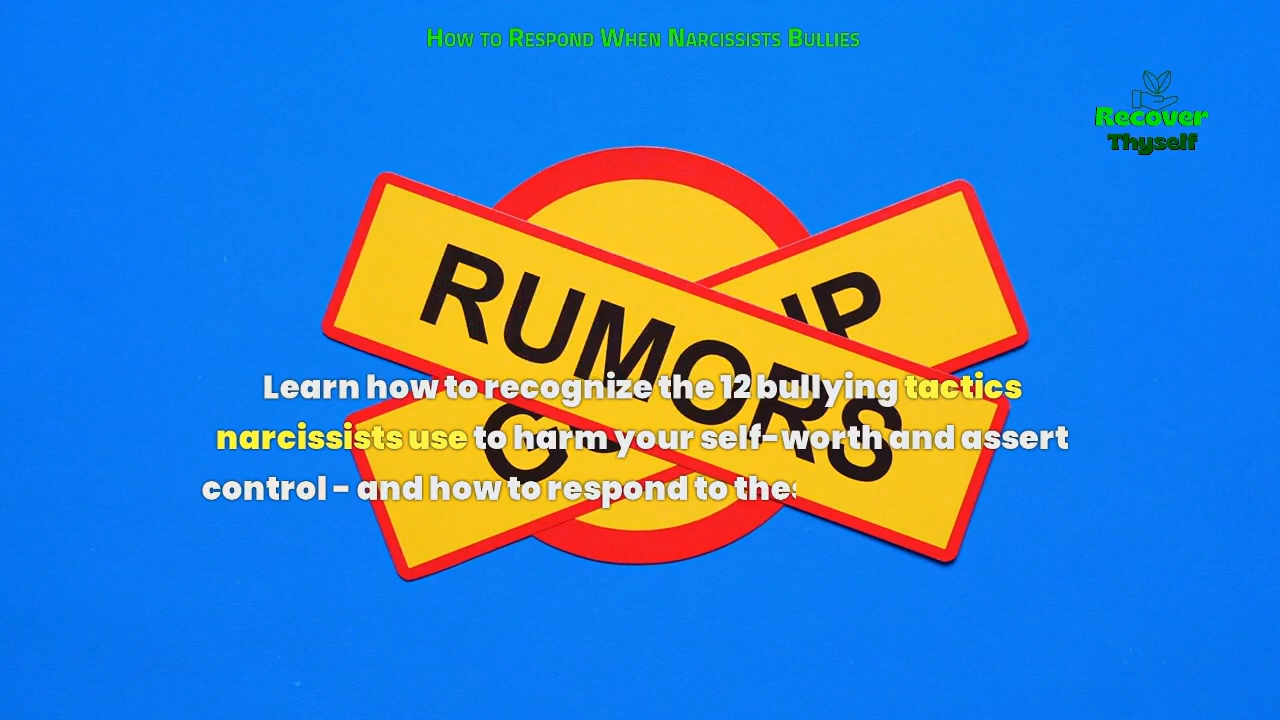 How to Respond When Narcissists Bullies
Recover
Thyself
RUMORS
Learn how to recognize the 12 bullying tactics
narcissists use to harm your self-worth and assert
control - and how to respond to